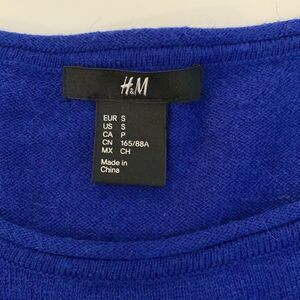 H&M
EUR S
US S
CA P
CN 165/88A
MX CH
Made in
China